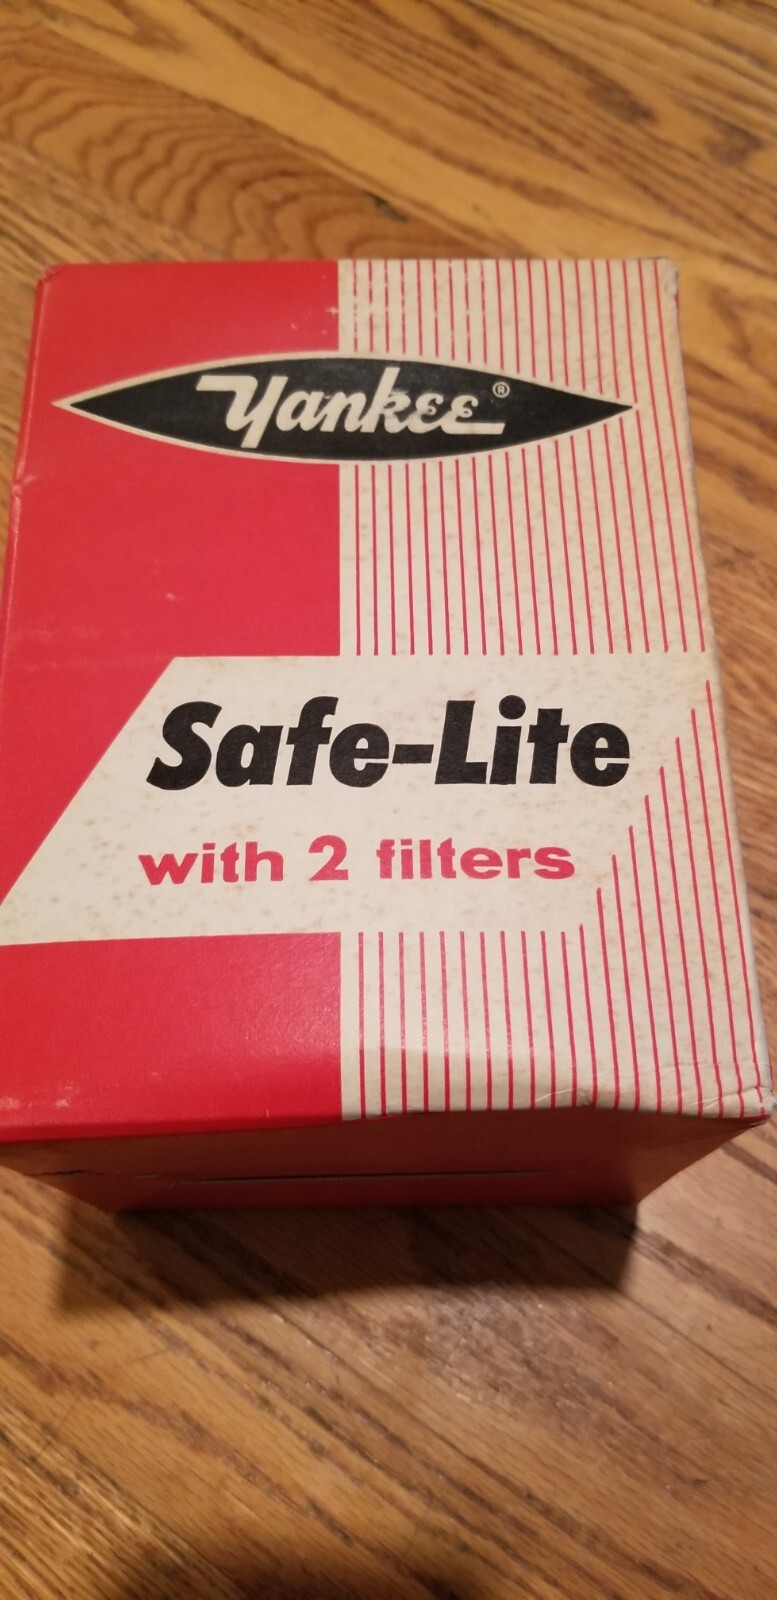 Yankee®
Safe-Lite
with 2 filters